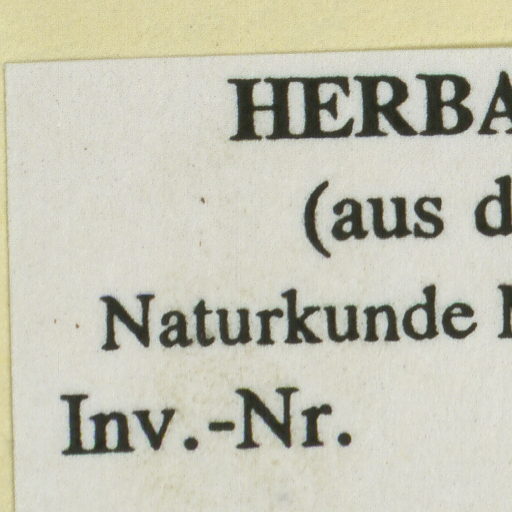 HERBA
(aus d
Naturkunde
Inv.-Nr.